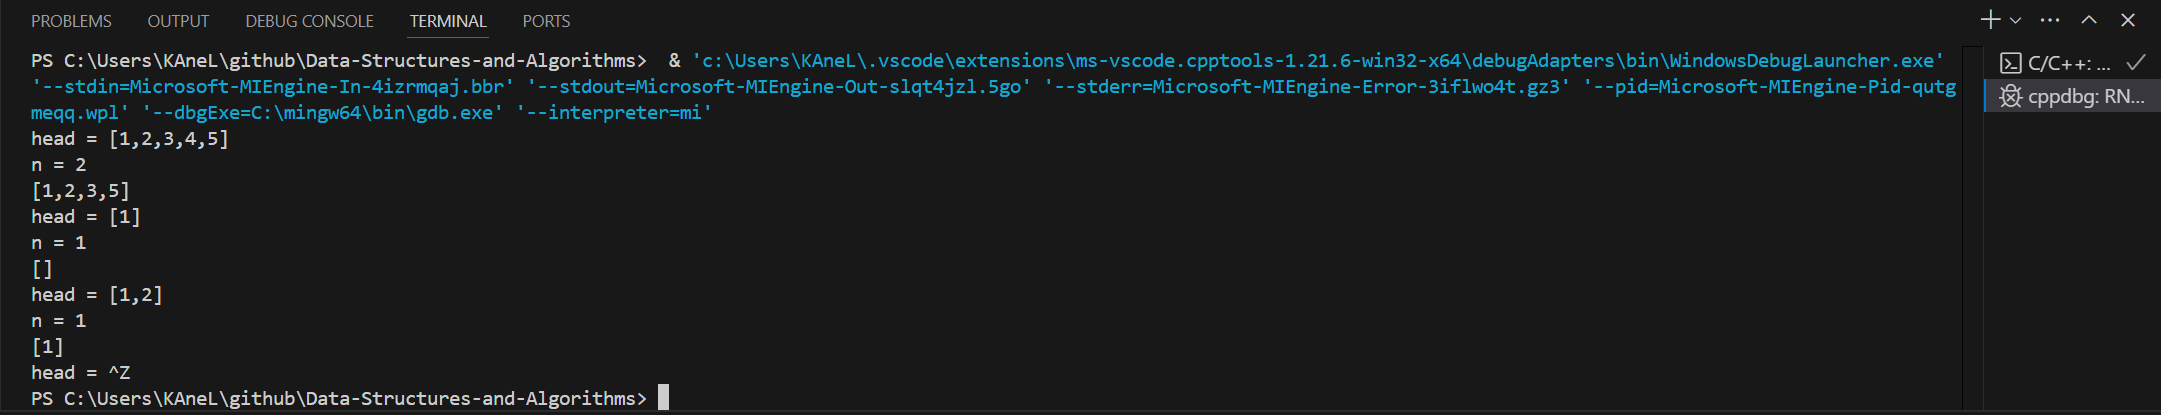 PROBLEMS OUTPUT DEBUG CONSOLE TERMINAL PORTS
PS C:\Users\KAneL\github\Data-Structures-and-Algorithms>  & 'c:\Users\KAneL\.vscode\extensions\ms-vscode.cpptools-1.21.6-win32-x64\debugAdapters\bin\WindowsDebugLauncher.exe'
'--stdin=Microsoft-MIEngine-In-4izrmqaj.bbr' '--stdout=Microsoft-MIEngine-Out-slqt4jzl.5go' '--stderr=Microsoft-MIEngine-Error-3iflwo4t.gz3' '--pid=Microsoft-MIEngine-Pid-qutg
meqq.wpl' '--dbgExe=C:\mingw64\bin\gdb.exe' '--interpreter=mi'
head = [1,2,3,4,5]
n = 2
[1,2,3,5]
head = [1]
n = 1
[]
head = [1,2]
n = 1
[1]
head = ^Z
PS C:\Users\KAneL\github\Data-Structures-and-Algorithms>
C/C++: ...
cppdbg: RN...